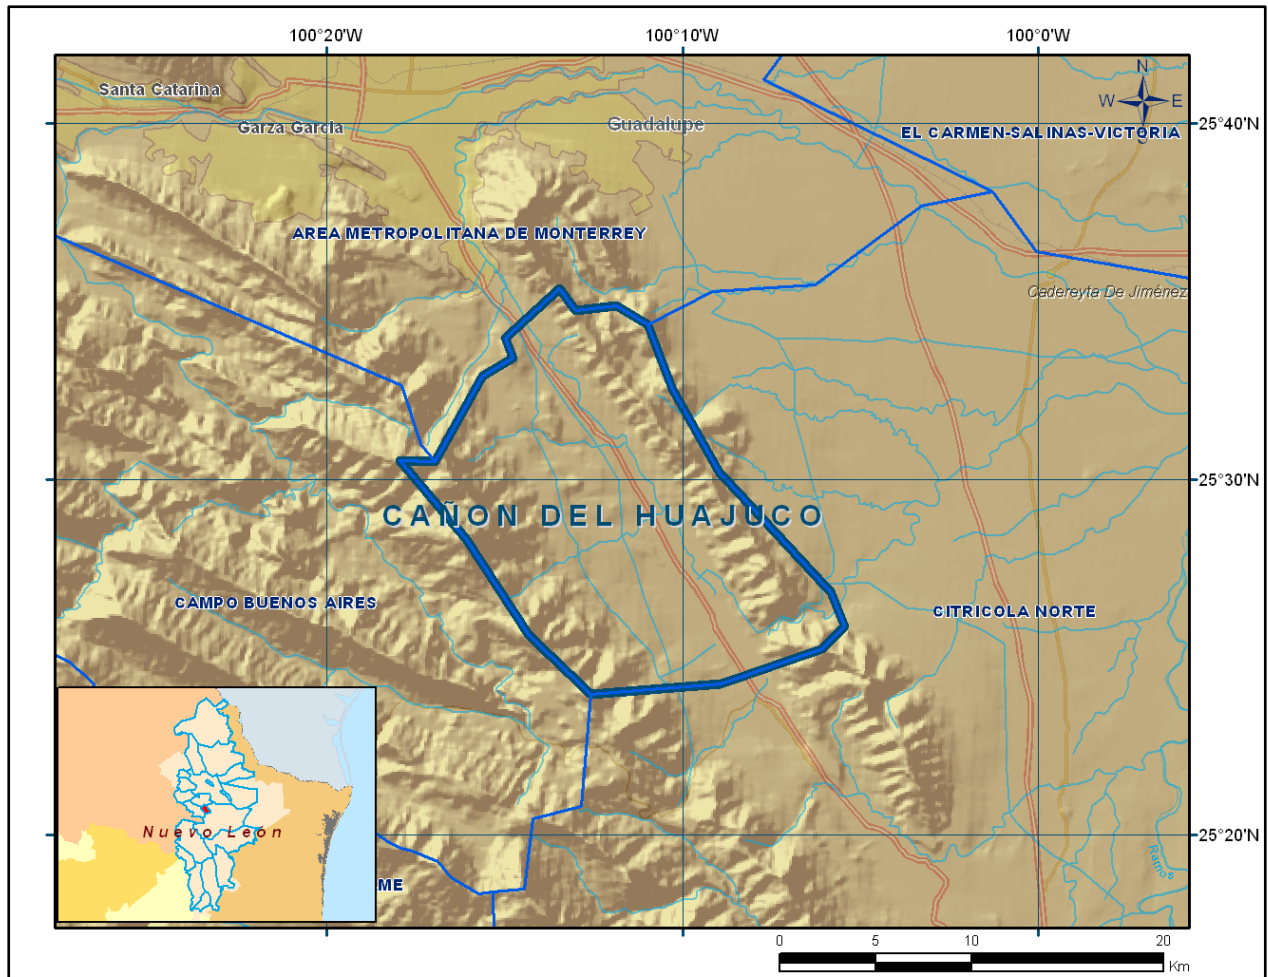 100°20'W 100°10'W 100°0'W
N
W E
S
Santa Catarina
Garza Garcia
Guadalupe
25°40'N
EL CARMEN-SALINAS-VICTORIA
AREA METROPOLITANA DE MONTERREY
Cadereyta De Jiménez
25°30'N
CAÑON DEL HUAJUCO
CAMPO BUENOS AIRES
CITRICOLA NORTE
25°20'N
Nuevo León
Ramos
ME
0 5 10 20
Km